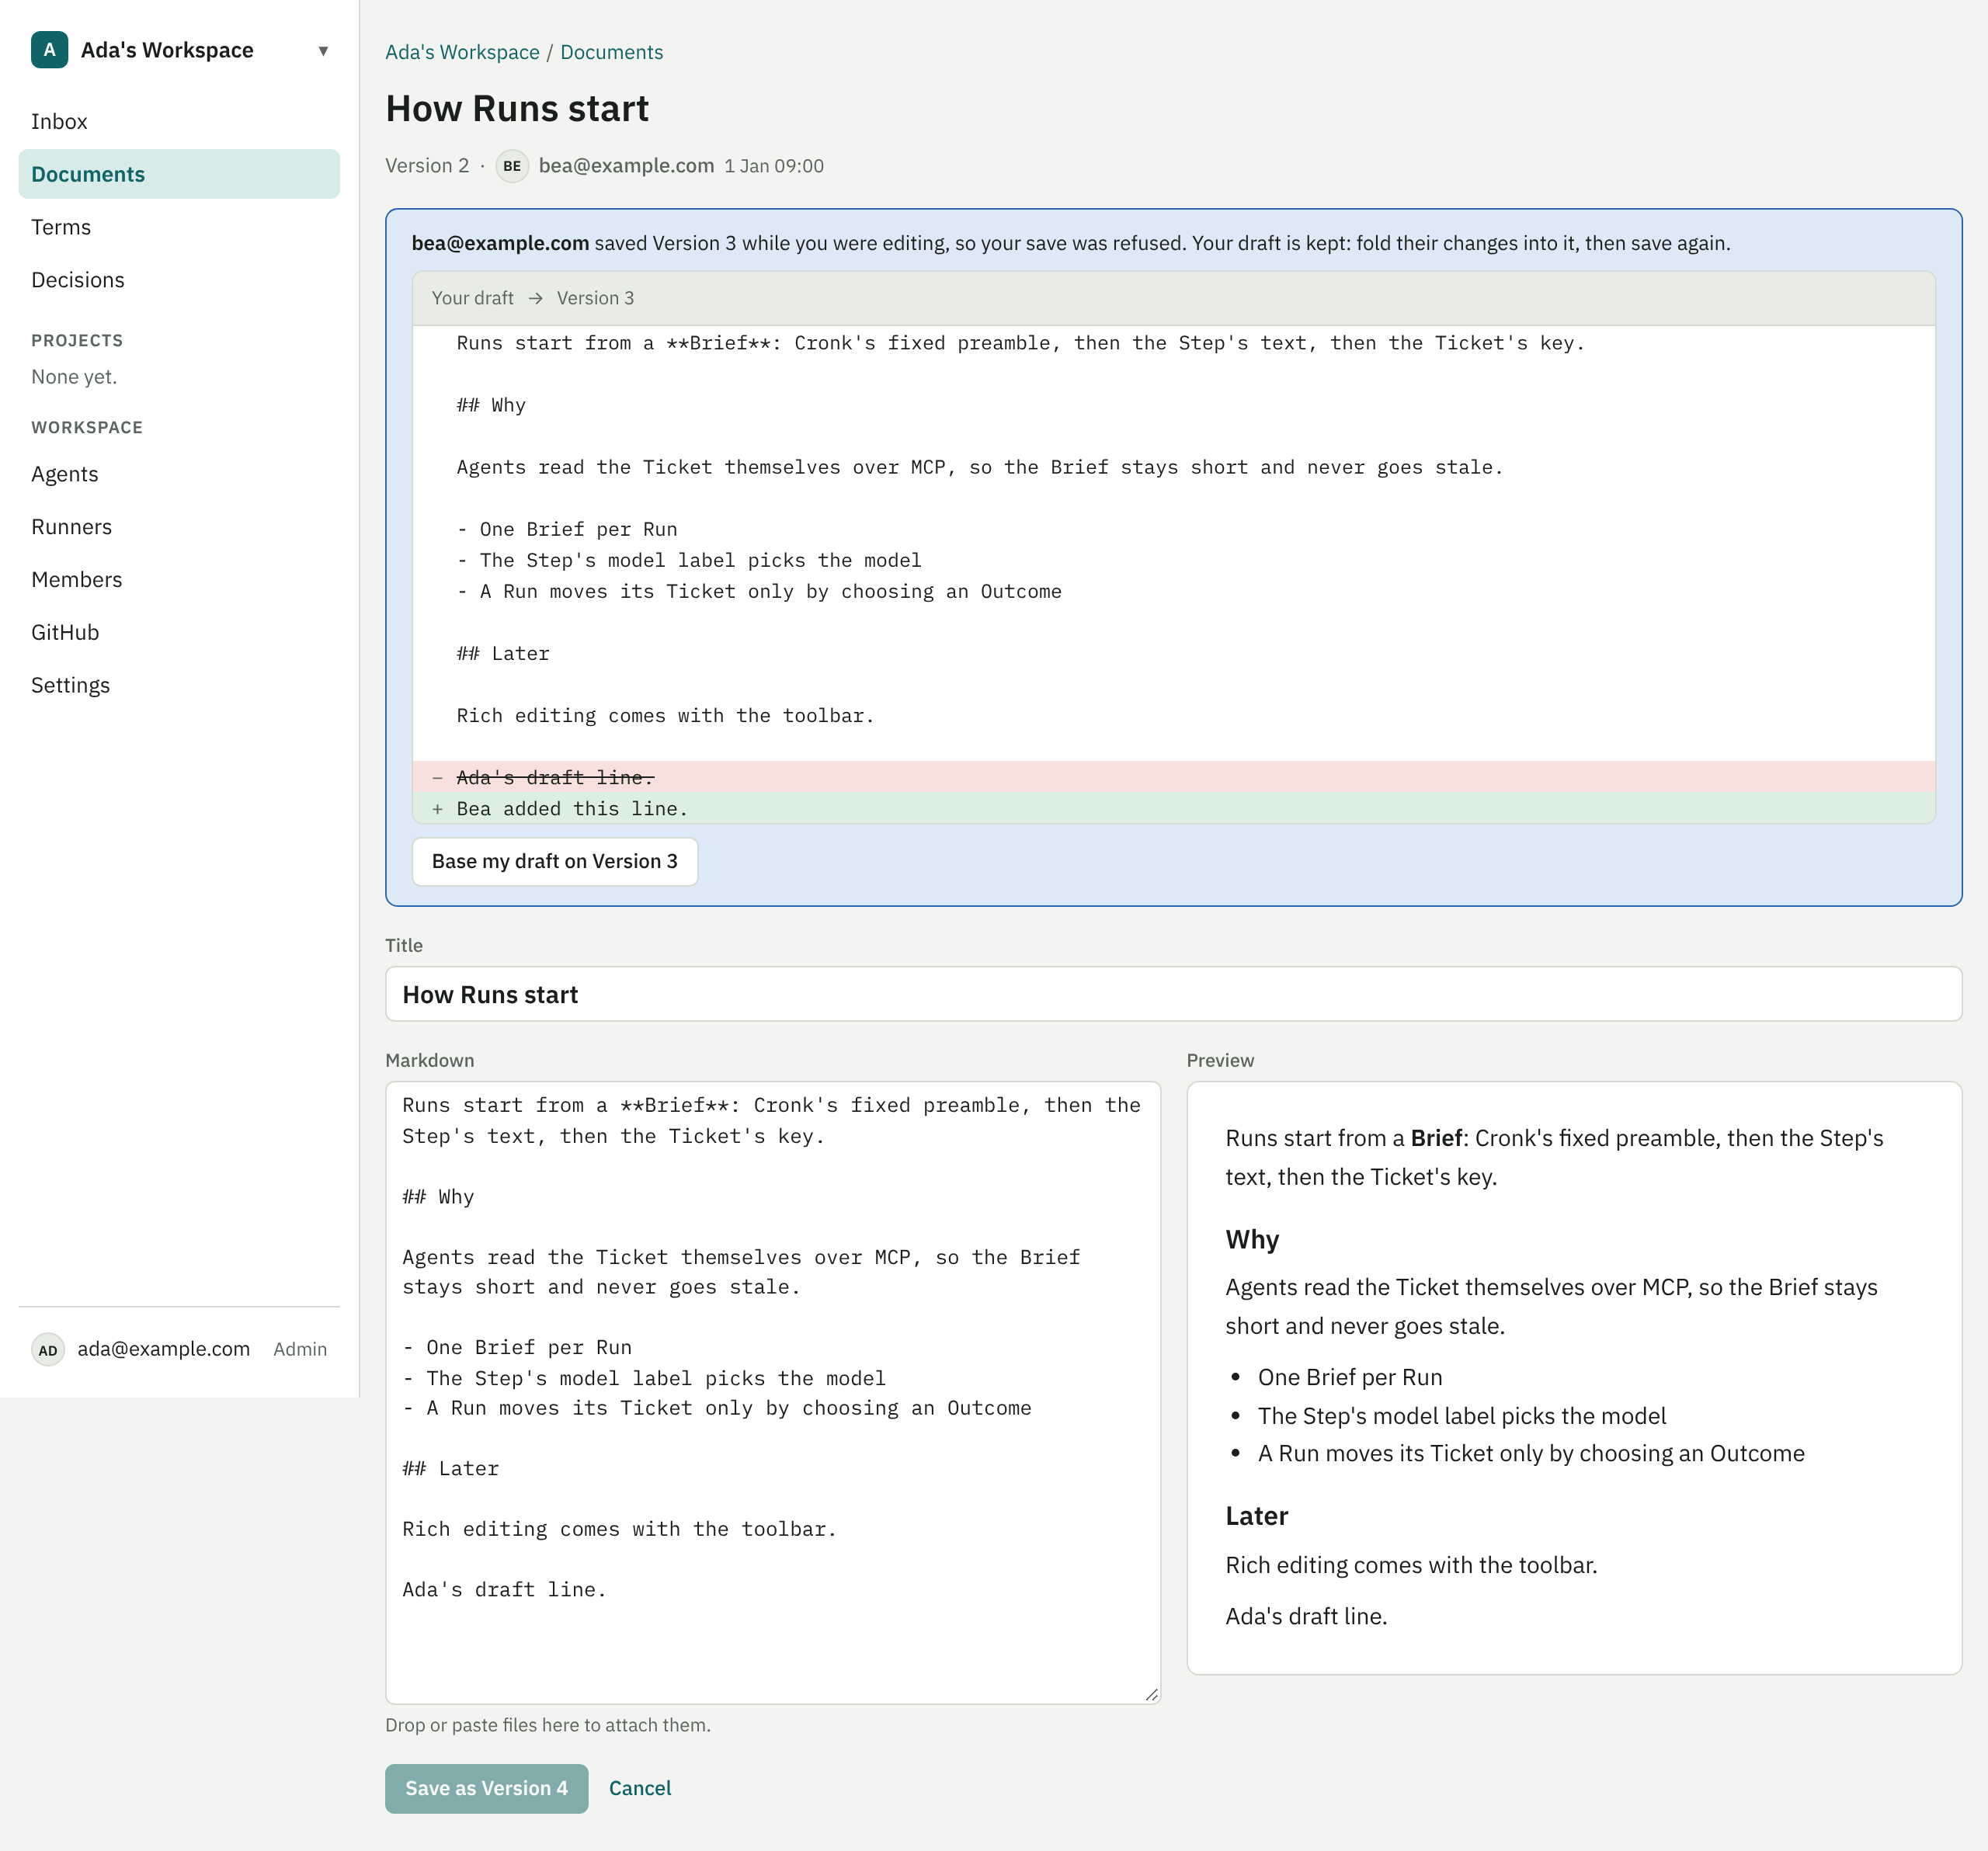 A Ada's Workspace ▾
Inbox
Documents
Terms
Decisions
PROJECTS
None yet.
WORKSPACE
Agents
Runners
Members
GitHub
Settings
AD ada@example.com Admin
Ada's Workspace / Documents
How Runs start
Version 2 · BE bea@example.com 1 Jan 09:00
bea@example.com saved Version 3 while you were editing, so your save was refused. Your draft is kept: fold their changes into it, then save again.
Your draft → Version 3
Runs start from a **Brief**: Cronk's fixed preamble, then the Step's text, then the Ticket's key.
## Why
Agents read the Ticket themselves over MCP, so the Brief stays short and never goes stale.
- One Brief per Run
- The Step's model label picks the model
- A Run moves its Ticket only by choosing an Outcome
## Later
Rich editing comes with the toolbar.
− Ada's draft line.
+ Bea added this line.
Base my draft on Version 3
Title
How Runs start
Markdown
Runs start from a **Brief**: Cronk's fixed preamble, then the
Step's text, then the Ticket's key.
## Why
Agents read the Ticket themselves over MCP, so the Brief
stays short and never goes stale.
- One Brief per Run
- The Step's model label picks the model
- A Run moves its Ticket only by choosing an Outcome
## Later
Rich editing comes with the toolbar.
Ada's draft line.
Drop or paste files here to attach them.
Preview
Runs start from a Brief: Cronk's fixed preamble, then the Step's
text, then the Ticket's key.
Why
Agents read the Ticket themselves over MCP, so the Brief stays
short and never goes stale.
• One Brief per Run
• The Step's model label picks the model
• A Run moves its Ticket only by choosing an Outcome
Later
Rich editing comes with the toolbar.
Ada's draft line.
Save as Version 4 Cancel